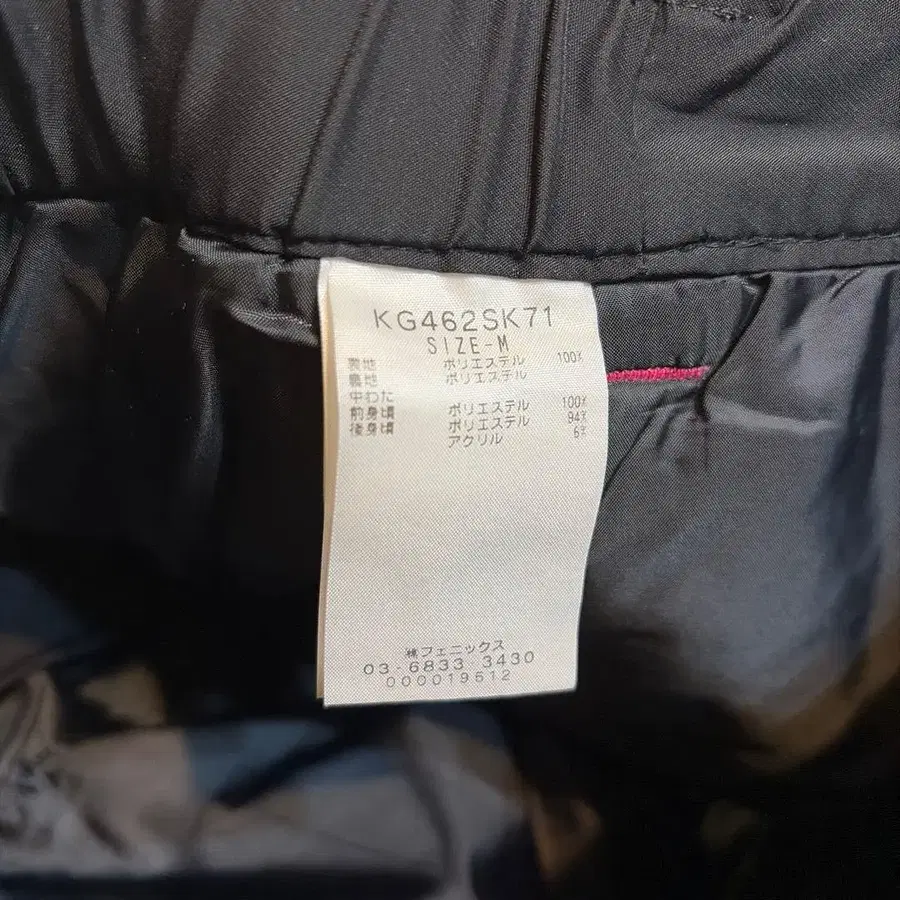 KG462SK71
SIZE-M
表地 ポリエステル 100%
裏地 ポリエステル
中わた
前身頃 ポリエステル 100%
後身頃 ポリエステル 94%
アクリル 6%
㈱フェニックス
03-6833-3430
000019612